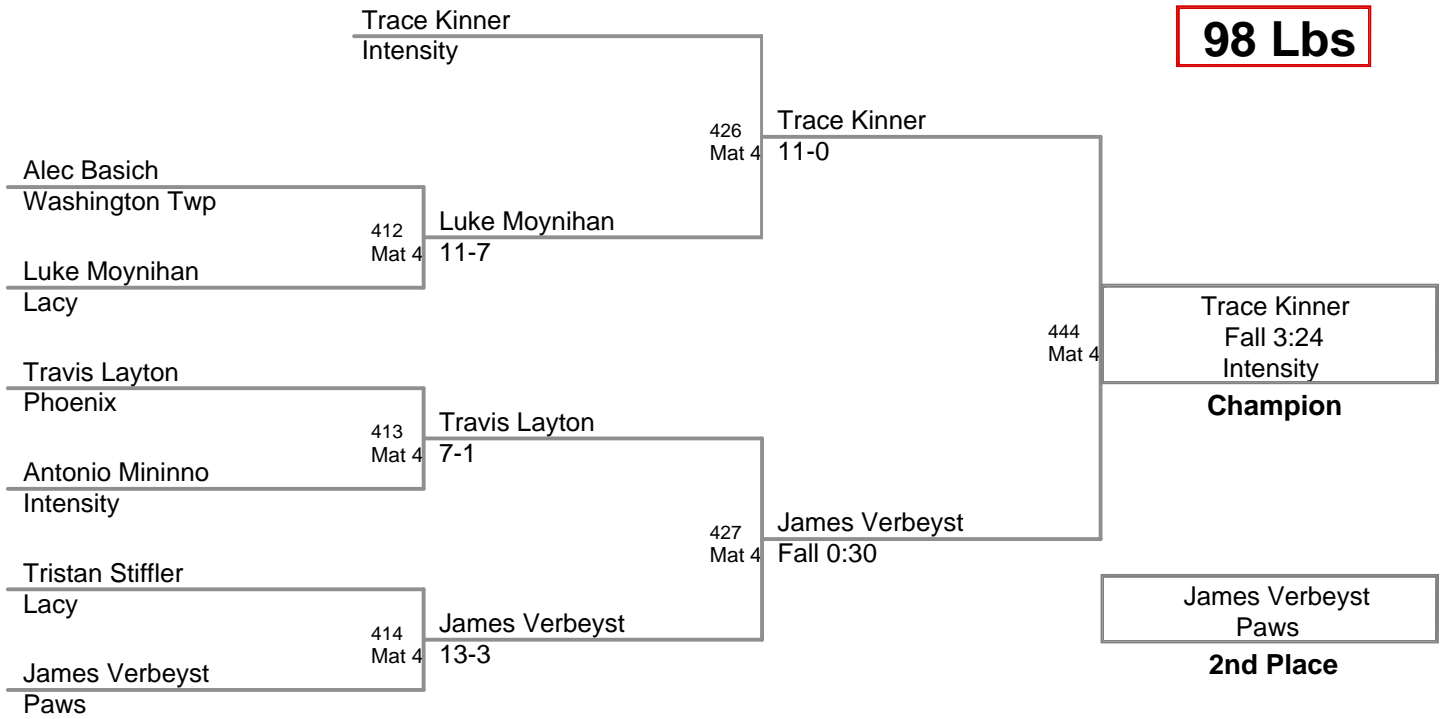 Trace Kinner
Intensity
98 Lbs
426
Mat 4
Trace Kinner
11-0
Alec Basich
Washington Twp
412
Mat 4
Luke Moynihan
11-7
Luke Moynihan
Lacy
444
Mat 4
Trace Kinner
Fall 3:24
Intensity
Champion
Travis Layton
Phoenix
413
Mat 4
Travis Layton
7-1
Antonio Mininno
Intensity
427
Mat 4
James Verbeyst
Fall 0:30
Tristan Stiffler
Lacy
414
Mat 4
James Verbeyst
13-3
James Verbeyst
Paws
James Verbeyst
Paws
2nd Place